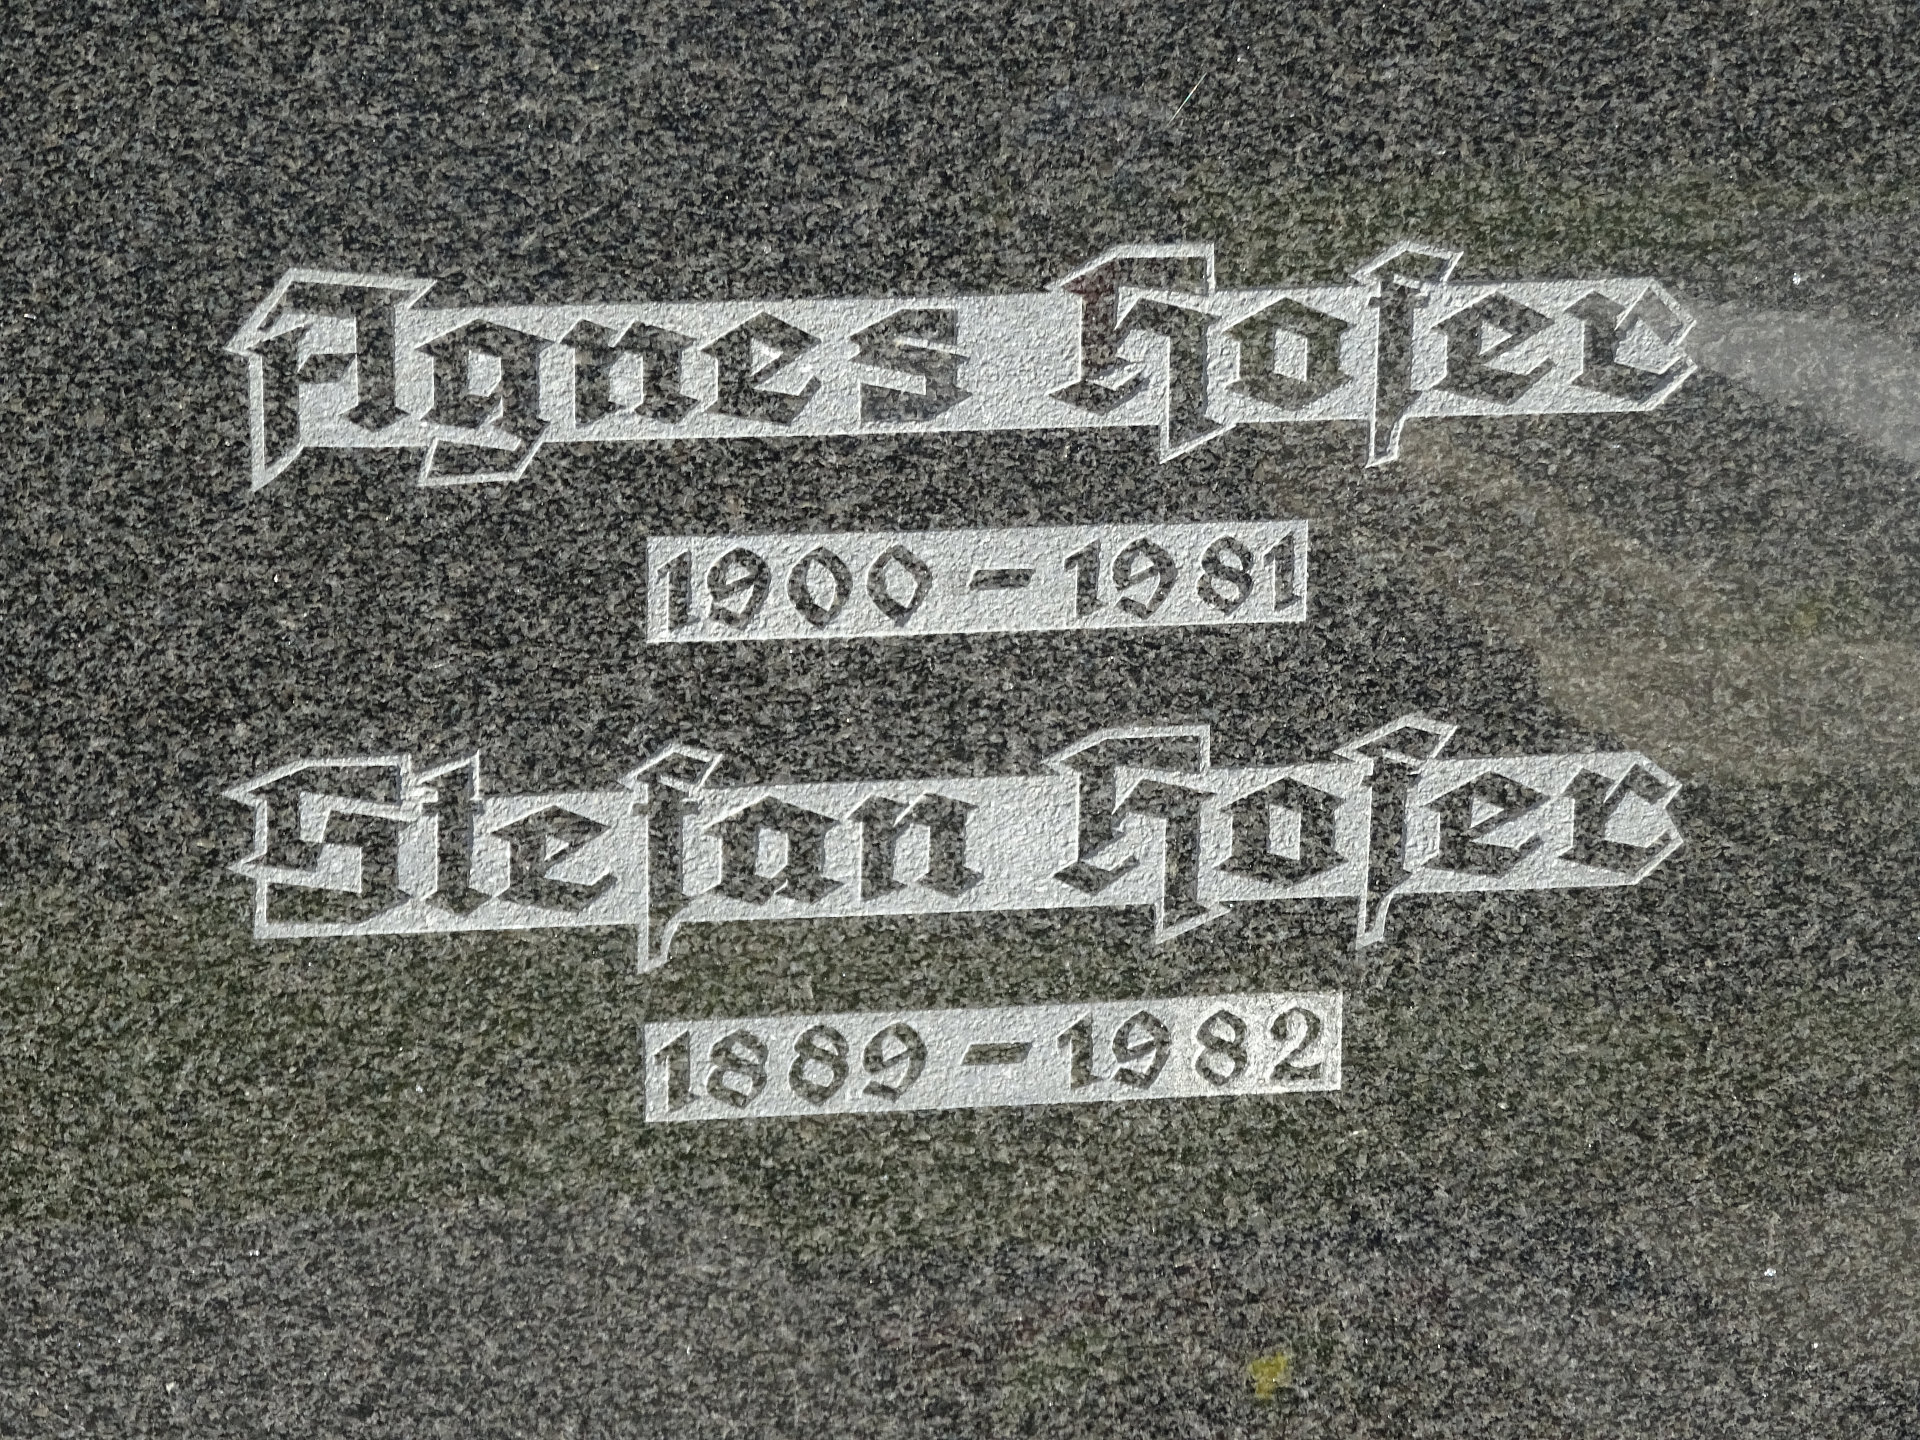 Agnes Hofer
1900 - 1981
Stefan Hofer
1889 - 1982